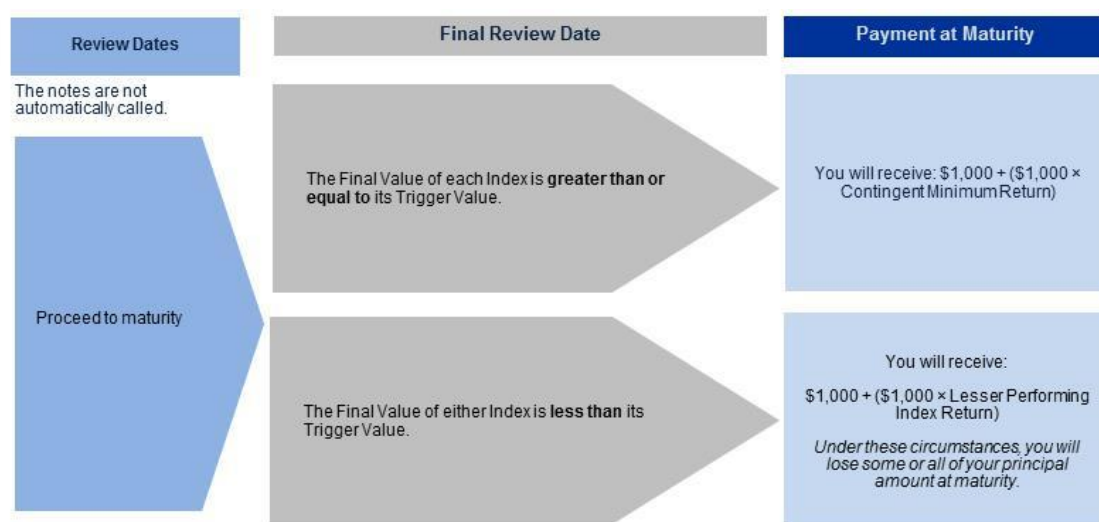 Review Dates
Final Review Date
Payment at Maturity
The notes are not
automatically called.
Proceed to maturity
The Final Value of each Index is greater than or
equal to its Trigger Value.
You will receive: $1,000 + ($1,000 ×
Contingent Minimum Return)
The Final Value of either Index is less than its
Trigger Value.
You will receive:
$1,000 + ($1,000 × Lesser Performing
Index Return)
Under these circumstances, you will
lose some or all of your principal
amount at maturity.